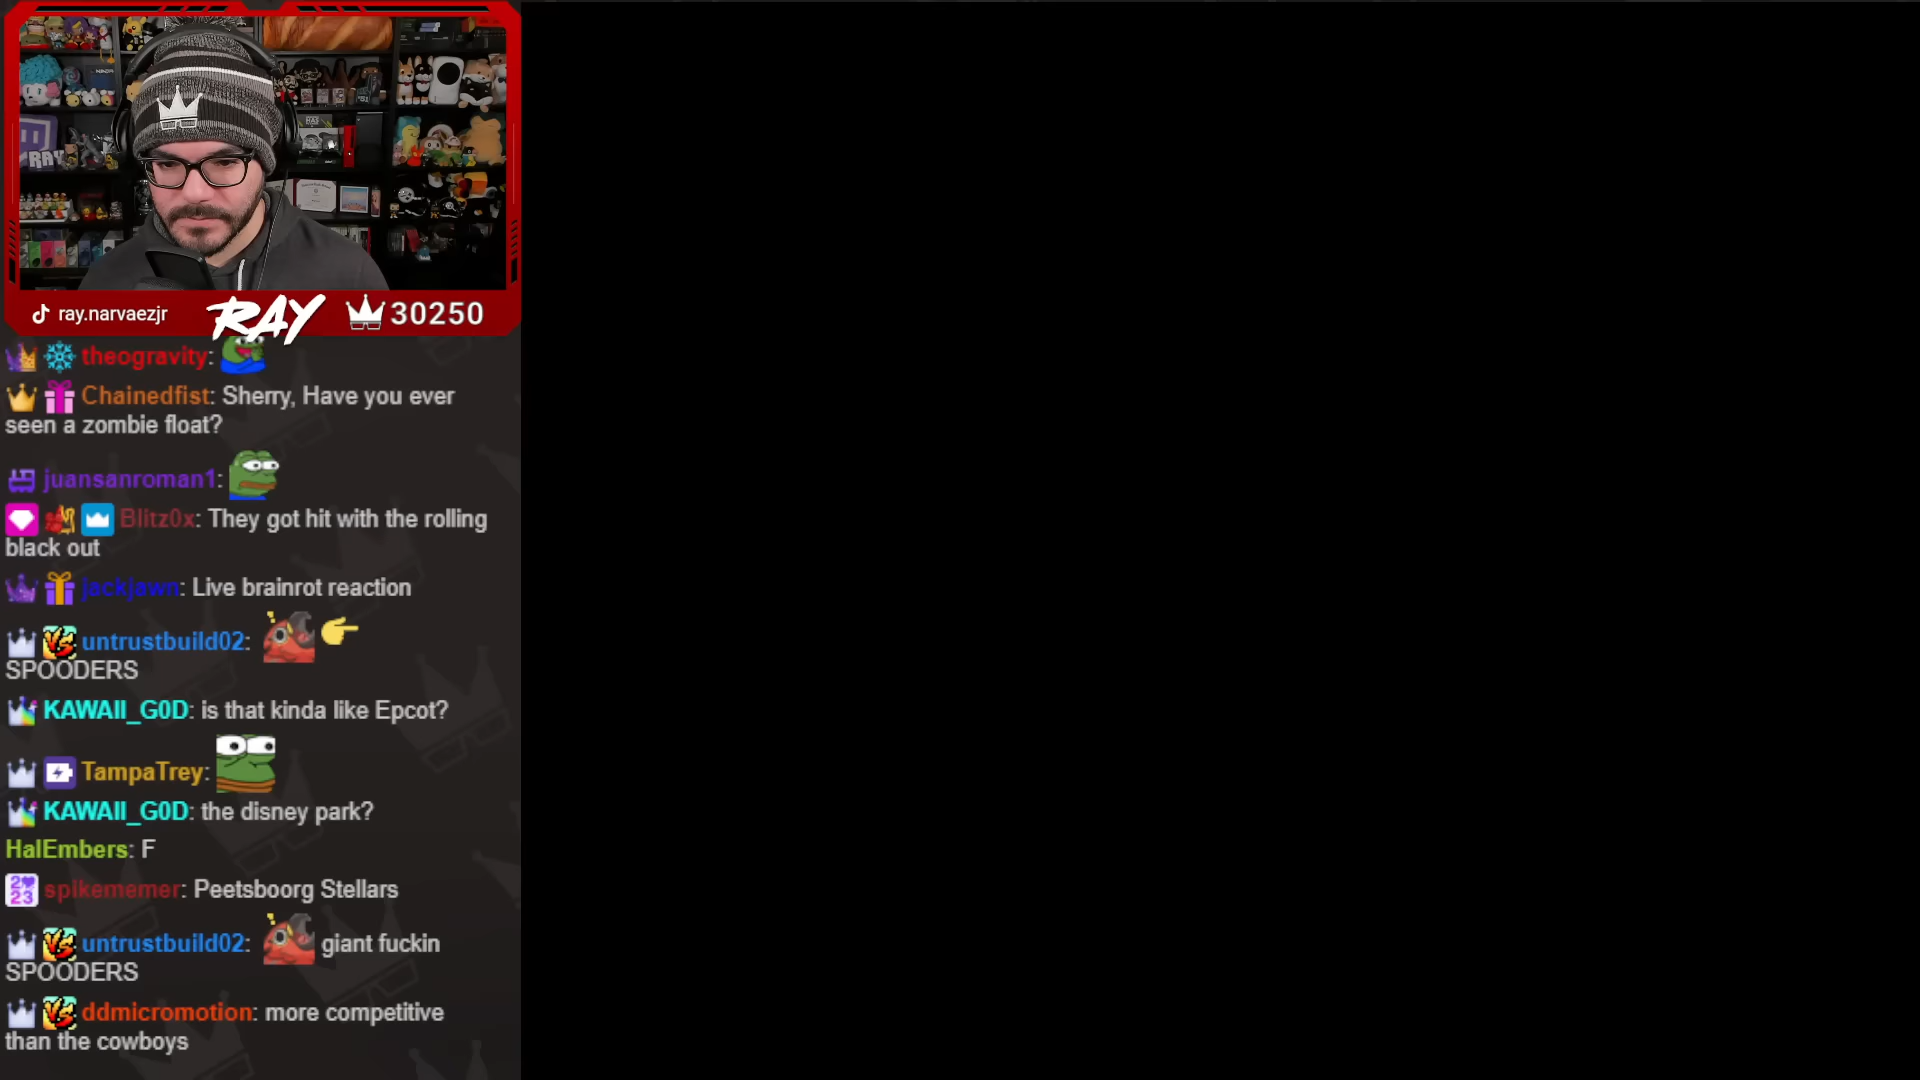 ray.narvaezjr
RAY
30250
theogravity:
Chainedfist: Sherry, Have you ever
seen a zombie float?
juansanroman1:
Blitz0x: They got hit with the rolling
black out
jackjawn: Live brainrot reaction
untrustbuild02:
SPOODERS
KAWAII_G0D: is that kinda like Epcot?
TampaTrey:
KAWAII_G0D: the disney park?
HalEmbers: F
2 23
spikememer: Peetsboorg Stellars
untrustbuild02: giant fuckin
SPOODERS
ddmicromotion: more competitive
than the cowboys